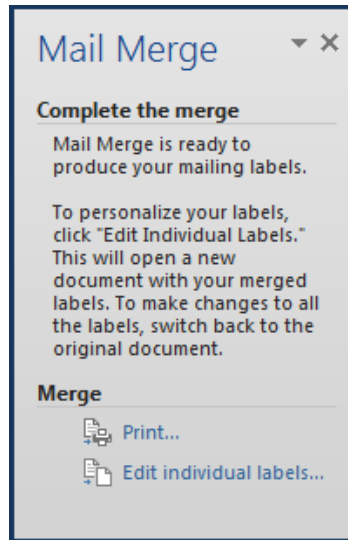 Mail Merge
Complete the merge
Mail Merge is ready to
produce your mailing labels.
To personalize your labels,
click "Edit Individual Labels."
This will open a new
document with your merged
labels. To make changes to all
the labels, switch back to the
original document.
Merge
Print...
Edit individual labels...